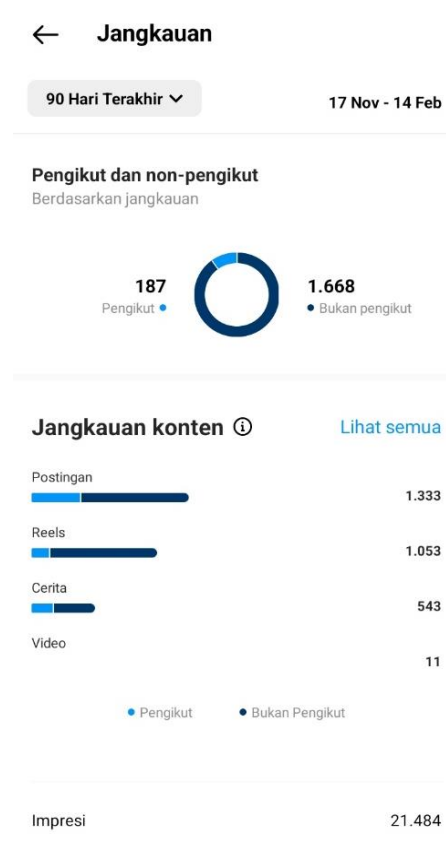 Jangkauan
90 Hari Terakhir
17 Nov - 14 Feb
Pengikut dan non-pengikut
Berdasarkan jangkauan
187
Pengikut
1.668
Bukan pengikut
Jangkauan konten
Lihat semua
Postingan
1.333
Reels
1.053
Cerita
543
Video
11
Pengikut
Bukan Pengikut
Impresi
21.484